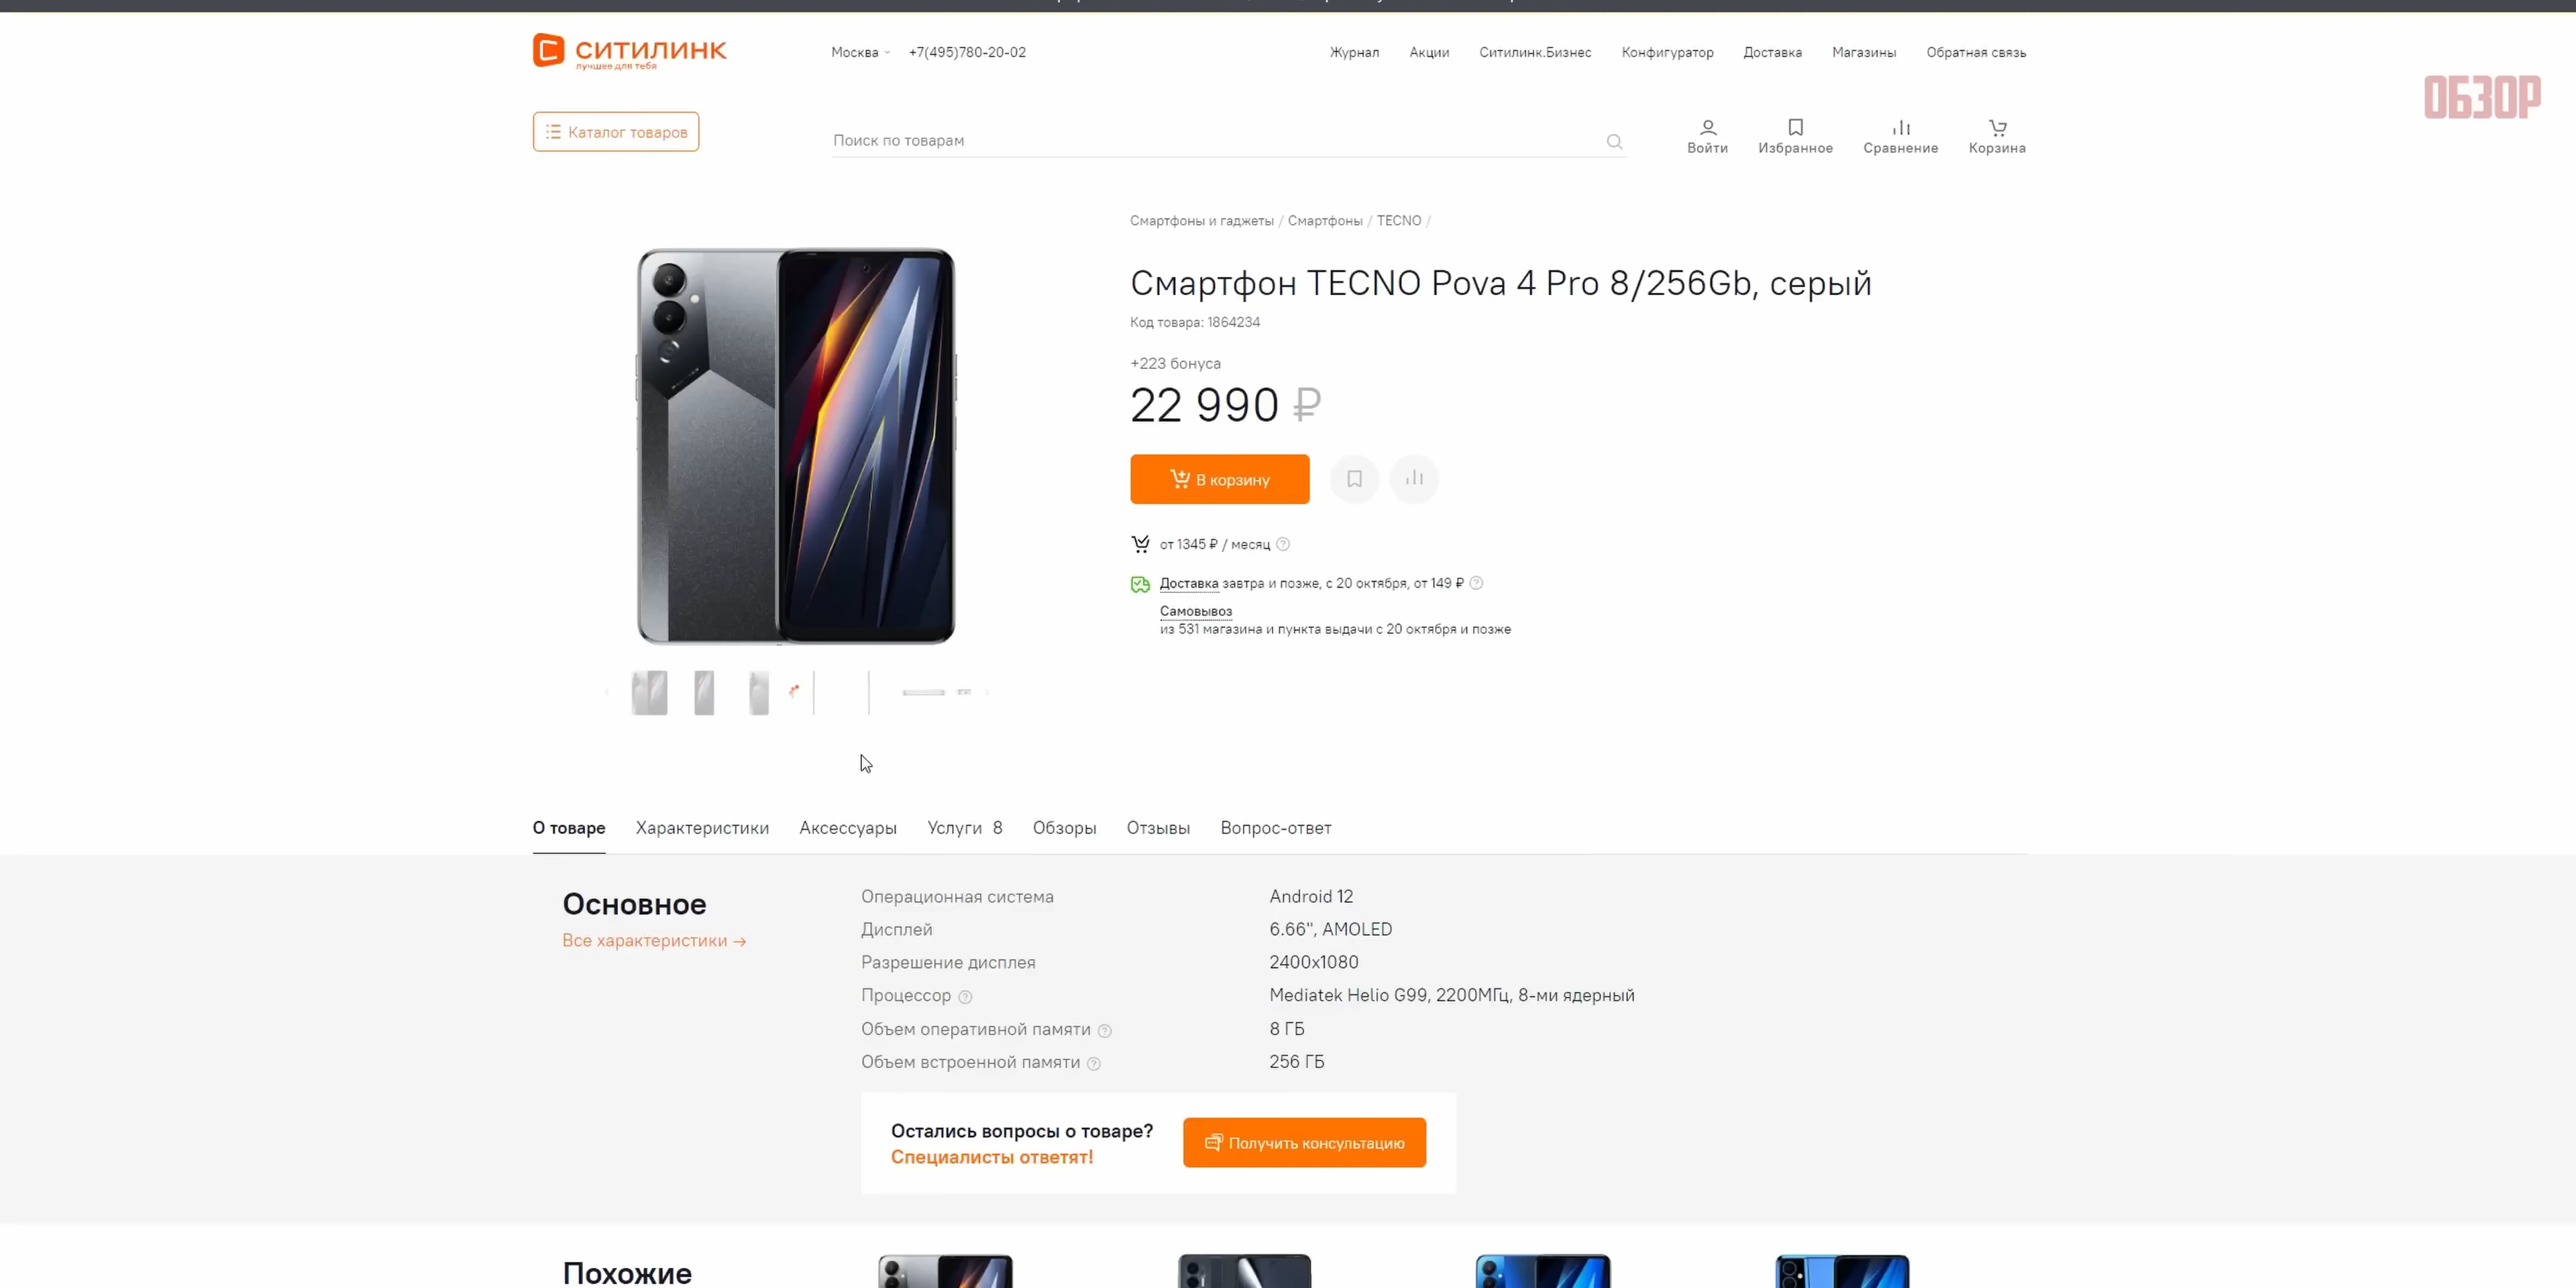 СИТИЛИНК
лучшее для тебя
Москва +7(495)780-20-02
Журнал Акции Ситилинк.Бизнес Конфигуратор Доставка Магазины Обратная связь
ОБЗОР
Каталог товаров
Поиск по товарам
Войти Избранное Сравнение Корзина
Смартфоны и гаджеты / Смартфоны / TECNO /
Смартфон TECNO Pova 4 Pro 8/256Gb, серый
Код товара: 1864234
+223 бонуса
22 990 ₽
В корзину
от 1345 ₽ / месяц
Доставка завтра и позже, с 20 октября, от 149 ₽
Самовывоз
из 531 магазина и пункта выдачи с 20 октября и позже
О товаре Характеристики Аксессуары Услуги 8 Обзоры Отзывы Вопрос-ответ
Основное
Все характеристики →
Операционная система Android 12
Дисплей 6.66", AMOLED
Разрешение дисплея 2400x1080
Процессор Mediatek Helio G99, 2200МГц, 8-ми ядерный
Объем оперативной памяти 8 ГБ
Объем встроенной памяти 256 ГБ
Остались вопросы о товаре?
Специалисты ответят!
Получить консультацию
Похожие